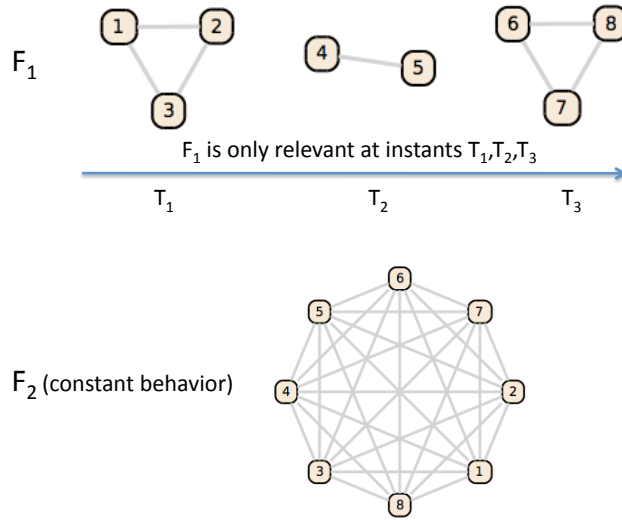 1 2 4 5 6 8
F₁
3 7
F₁ is only relevant at instants T₁,T₂,T₃
T₁ T₂ T₃
6
5 7
F₂ (constant behavior) 4 2
3 1
8